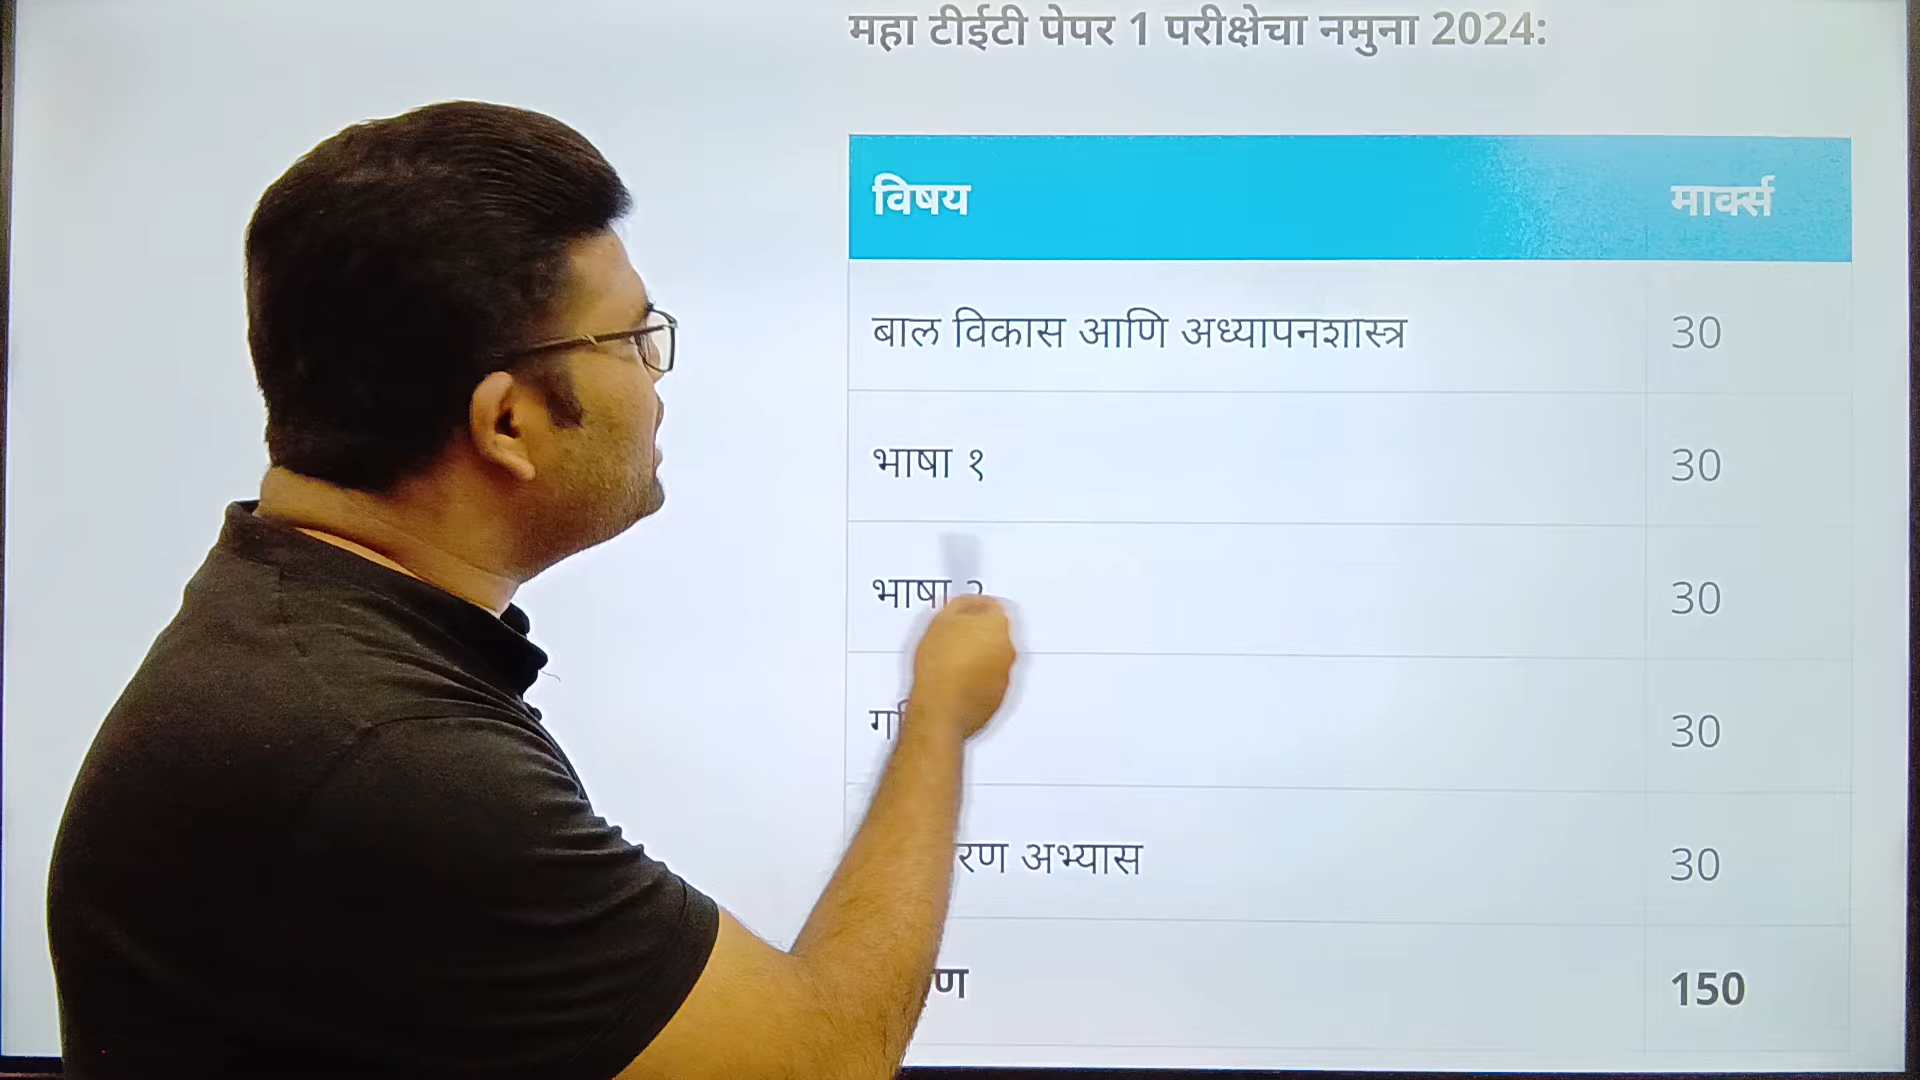 महा टीईटी पेपर 1 परीक्षेचा नमुना 2024:
विषय मार्क्स
बाल विकास आणि अध्यापनशास्त्र 30
भाषा १ 30
भाषा 30
30
अभ्यास 30
150